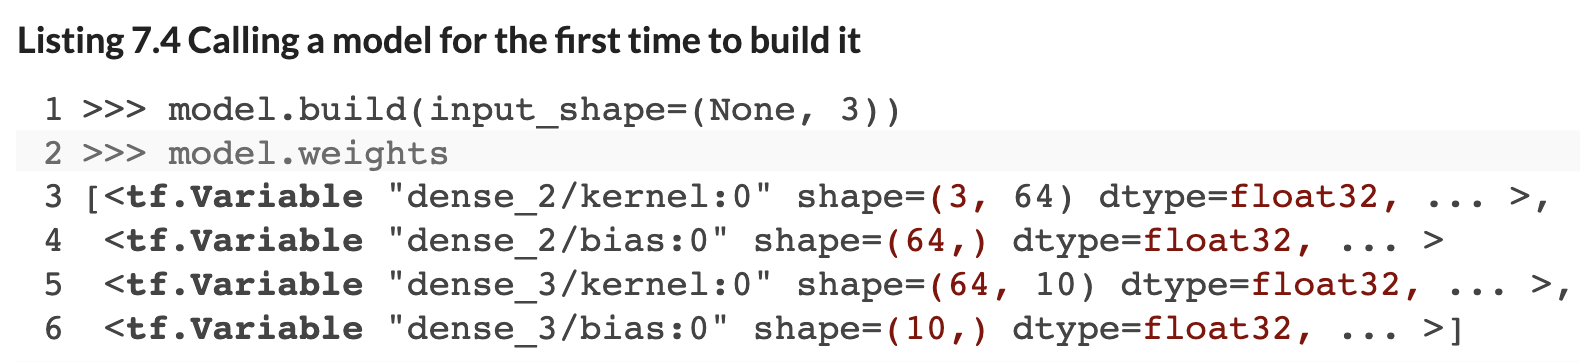 Listing 7.4 Calling a model for the first time to build it
1 >>> model.build(input_shape=(None, 3))
2 >>> model.weights
3 [<tf.Variable "dense_2/kernel:0" shape=(3, 64) dtype=float32, ... >,
4  <tf.Variable "dense_2/bias:0" shape=(64,) dtype=float32, ... >
5  <tf.Variable "dense_3/kernel:0" shape=(64, 10) dtype=float32, ... >,
6  <tf.Variable "dense_3/bias:0" shape=(10,) dtype=float32, ... >]